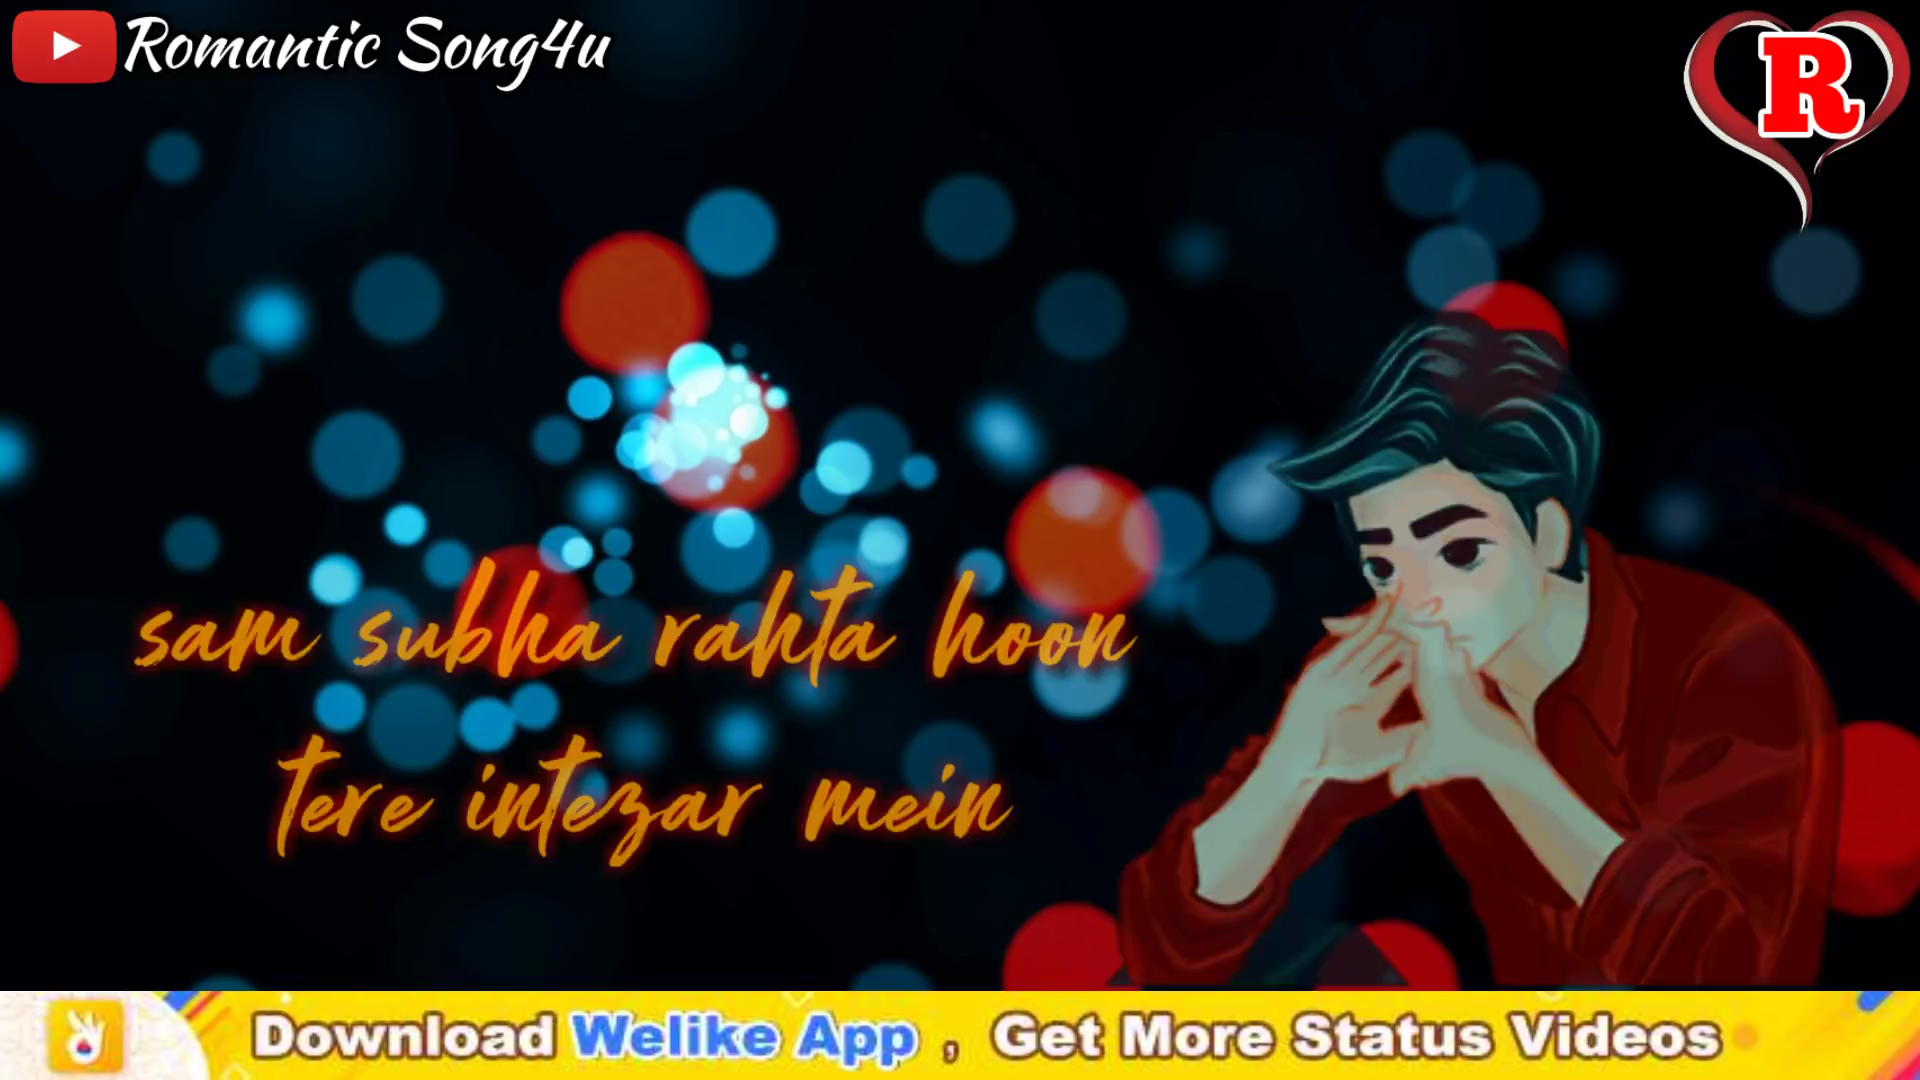 Romantic Song4u
R
sam subha rahta hoon
tere intezar mein
Download Welike App , Get More Status Videos